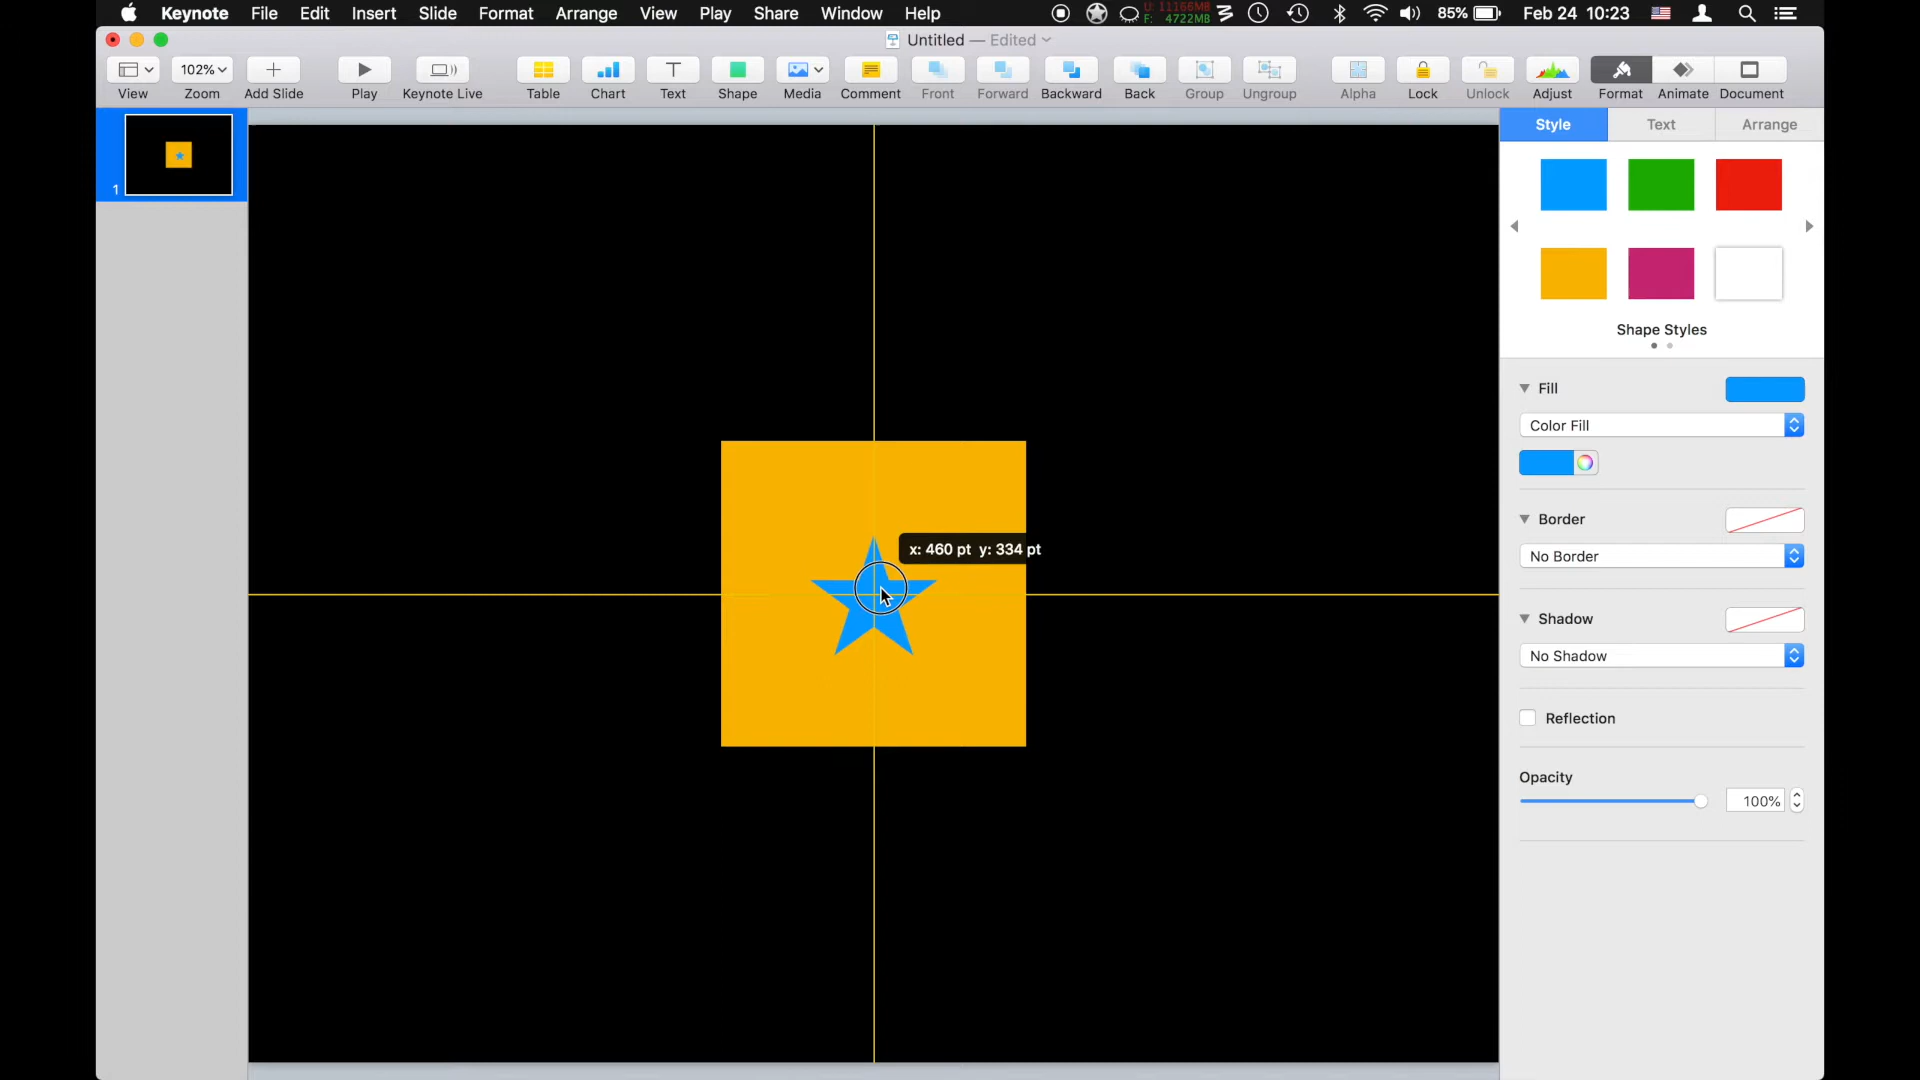 Keynote File Edit Insert Slide Format Arrange View Play Share Window Help U: 11166MB F: 4722MB 85% Feb 24 10:23
Untitled — Edited
102%
View Zoom Add Slide Play Keynote Live Table Chart Text Shape Media Comment Front Forward Backward Back Group Ungroup Alpha Lock Unlock Adjust Format Animate Document
Style Text Arrange
1
Shape Styles
Fill
Color Fill
Border
x: 460 pt y: 334 pt
No Border
Shadow
No Shadow
Reflection
Opacity
100%